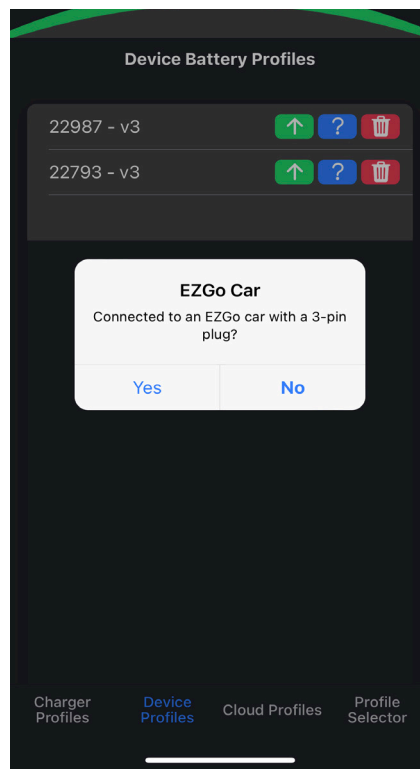 Device Battery Profiles
22987 - v3
?
22793 - v3
?
EZGo Car
Connected to an EZGo car with a 3-pin
plug?
Yes No
Charger Profiles
Device Profiles
Cloud Profiles
Profile Selector